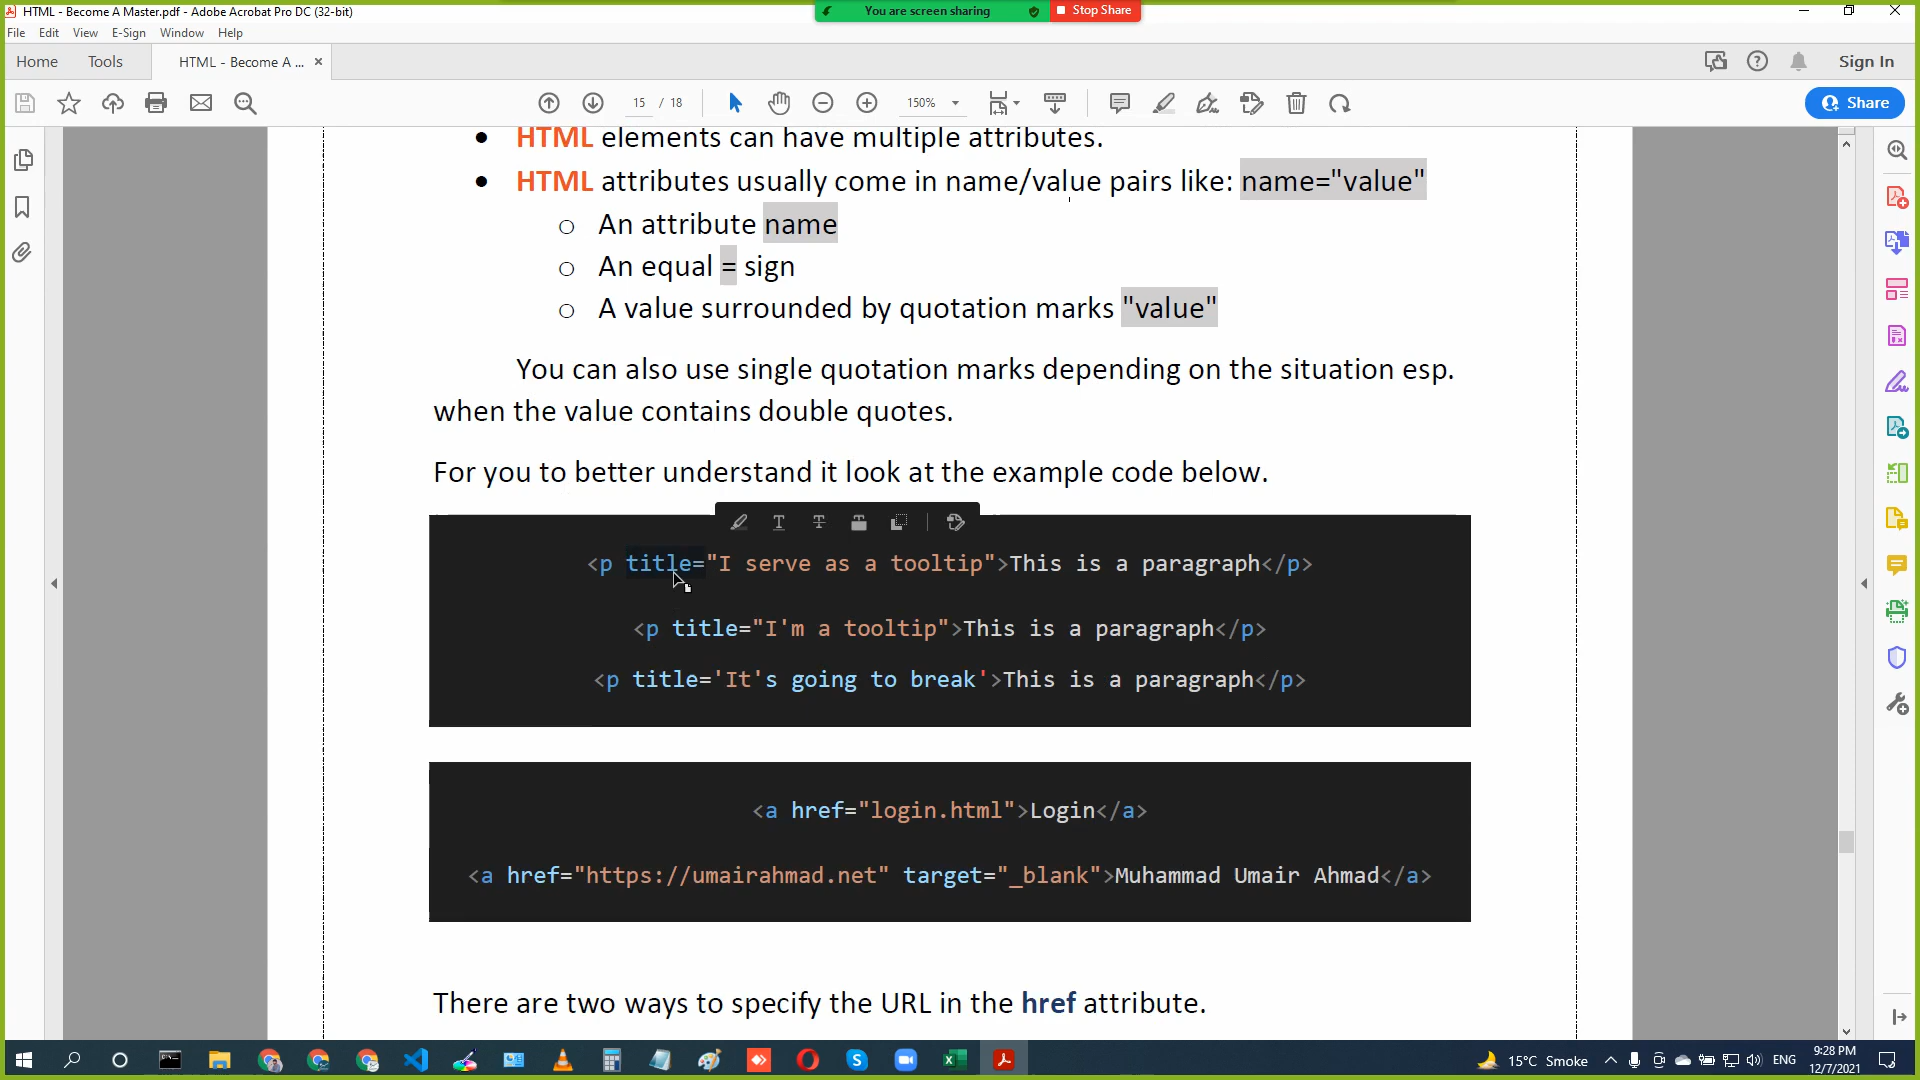 HTML - Become A Master.pdf - Adobe Acrobat Pro DC (32-bit)
You are screen sharing
Stop Share
File Edit View E-Sign Window Help
Home Tools HTML - Become A ... × Sign In
15 / 18 150% Share
• HTML elements can have multiple attributes.
• HTML attributes usually come in name/value pairs like: name="value"
o An attribute name
o An equal = sign
o A value surrounded by quotation marks "value"
You can also use single quotation marks depending on the situation esp.
when the value contains double quotes.
For you to better understand it look at the example code below.
<p title="I serve as a tooltip">This is a paragraph</p>
<p title="I'm a tooltip">This is a paragraph</p>
<p title='It's going to break'>This is a paragraph</p>
<a href="login.html">Login</a>
<a href="https://umairahmad.net" target="_blank">Muhammad Umair Ahmad</a>
There are two ways to specify the URL in the href attribute.
15°C Smoke ENG 9:28 PM
12/7/2021